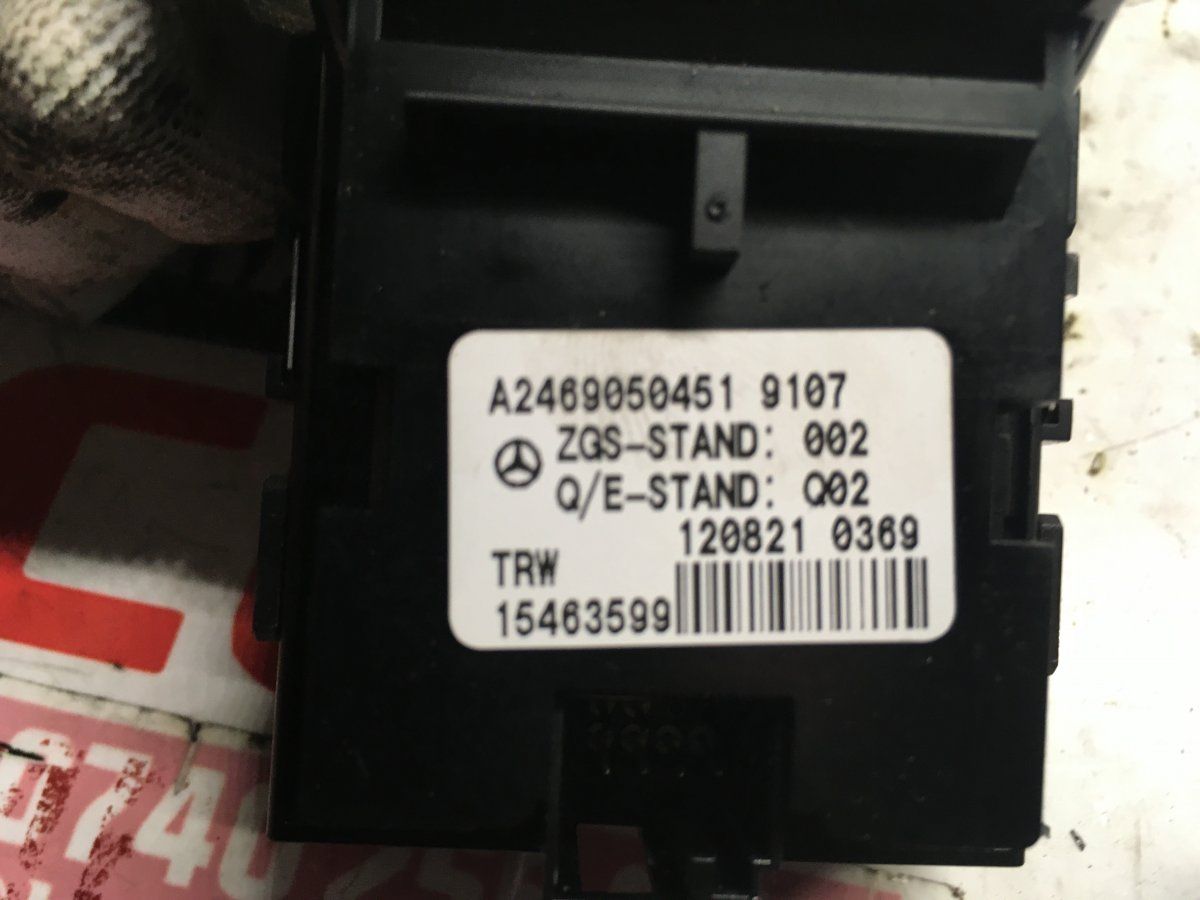 A2469050451 9107
ZGS-STAND: 002
Q/E-STAND: Q02
120821 0369
TRW
15463599